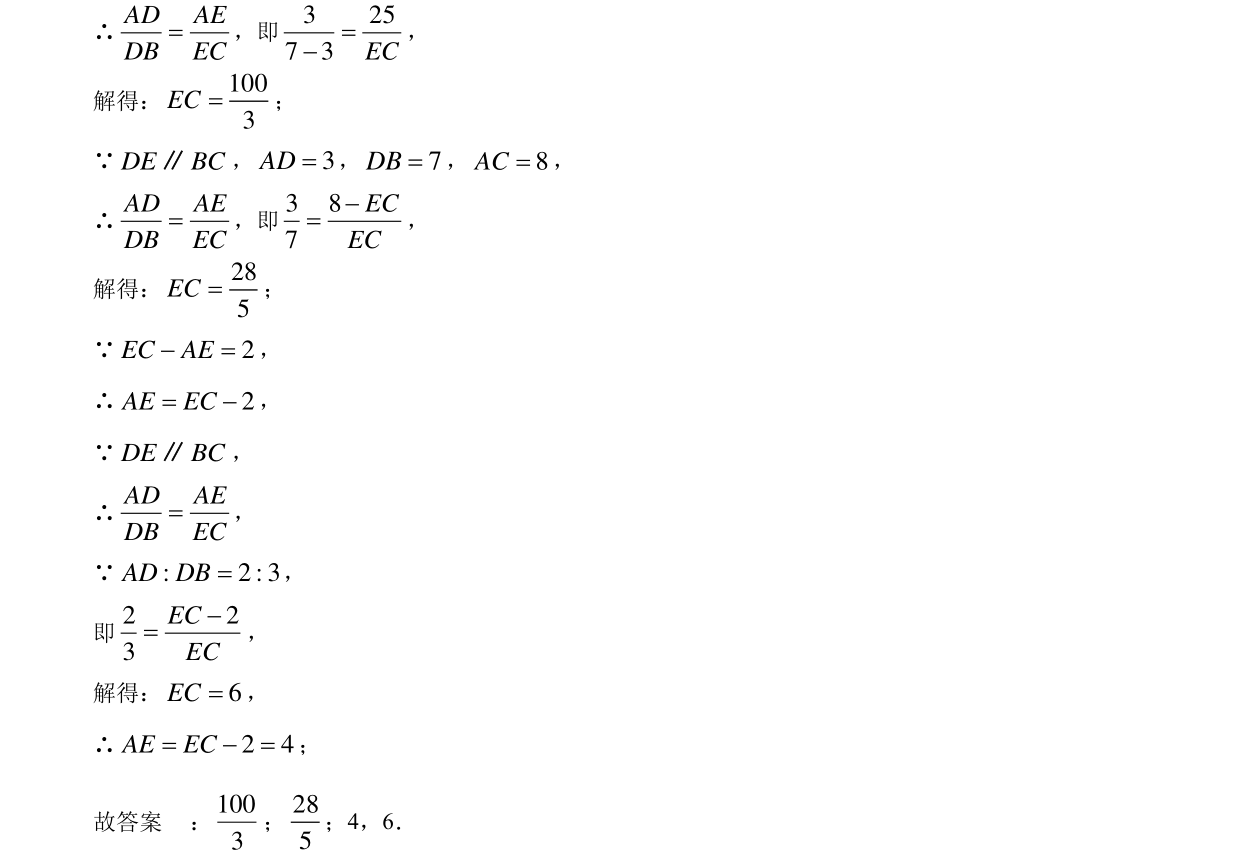 ∴AD/DB=AE/EC，即3/(7−3)=25/EC，
解得：EC=100/3；
∵DE∥BC，AD=3，DB=7，AC=8，
∴AD/DB=AE/EC，即3/7=(8−EC)/EC，
解得：EC=28/5；
∵EC−AE=2，
∴AE=EC−2，
∵DE∥BC，
∴AD/DB=AE/EC，
∵AD:DB=2:3，
即2/3=(EC−2)/EC，
解得：EC=6，
∴AE=EC−2=4；
故答案 ：100/3；28/5；4，6．